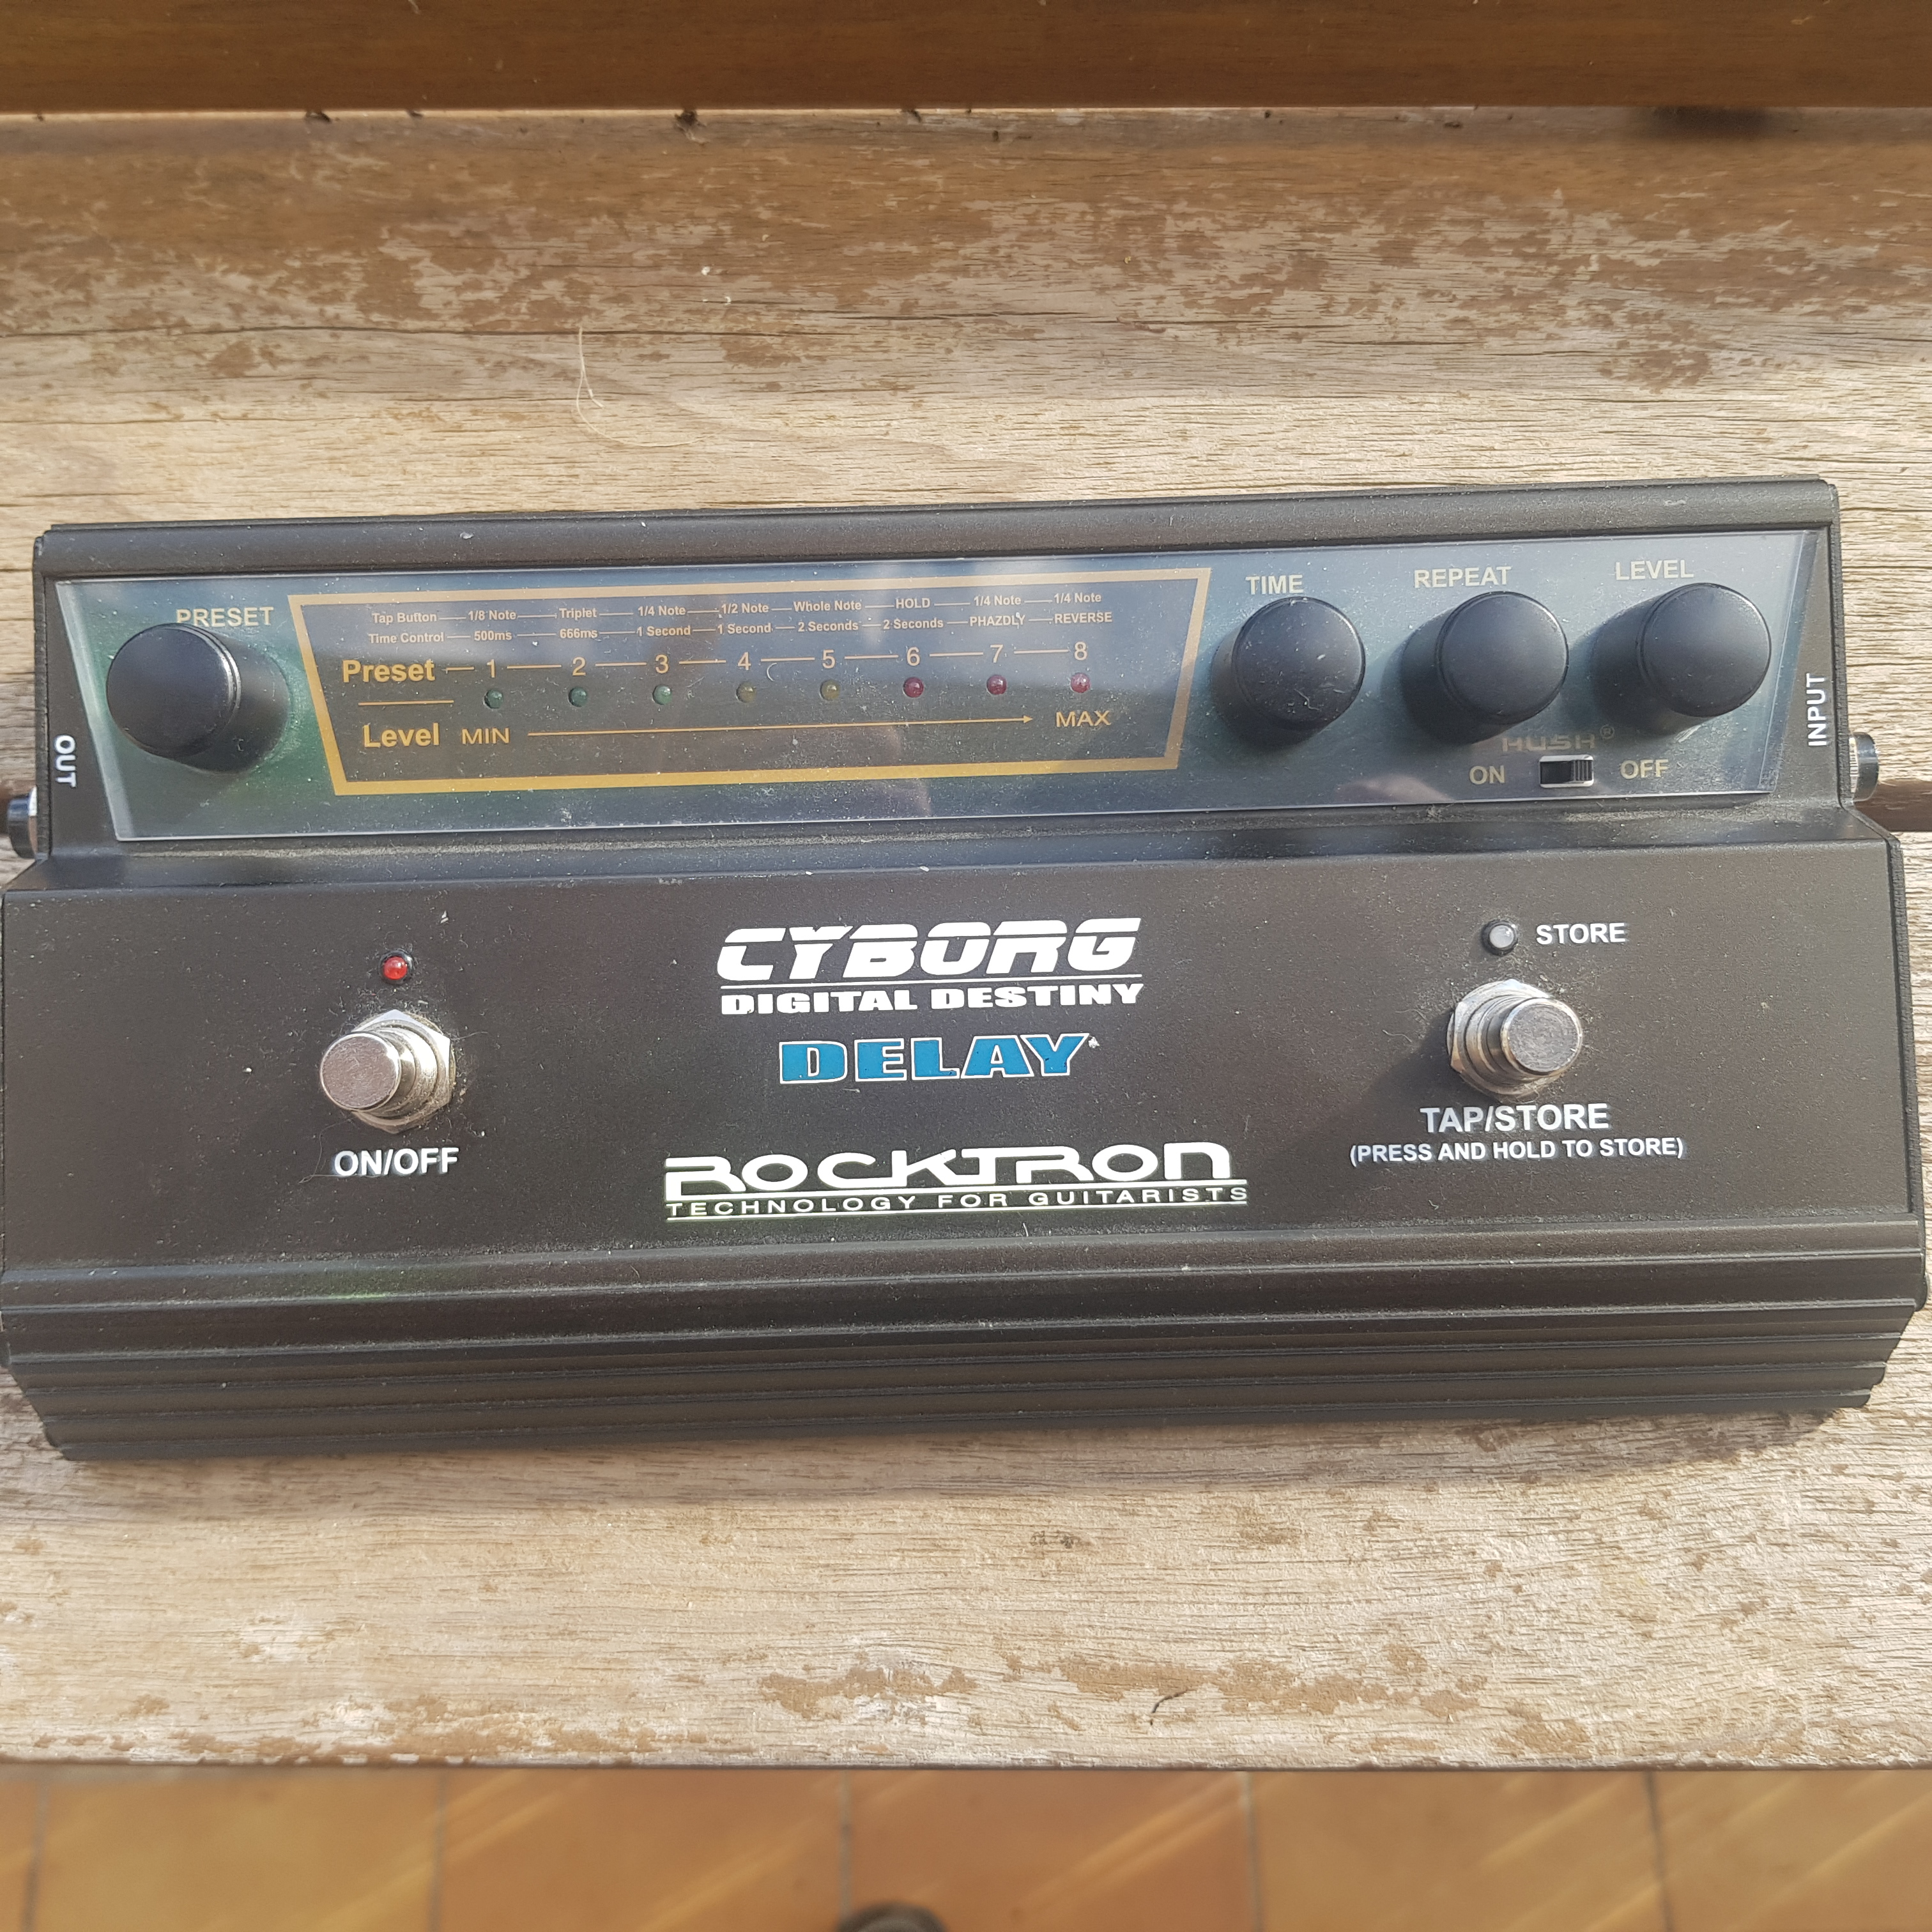 PRESET
Tap Button 1/8 Note Triplet 1/4 Note 1/2 Note Whole Note HOLD 1/4 Note 1/4 Note
Time Control 500ms 666ms 1 Second 1 Second 2 Seconds 2 Seconds PHAZDLY REVERSE
Preset 1 2 3 4 5 6 7 8
Level MIN MAX
TIME REPEAT LEVEL
HUSH®
ON OFF
OUT
INPUT
CYBORG
DIGITAL DESTINY
DELAY
STORE
ON/OFF
TAP/STORE
(PRESS AND HOLD TO STORE)
ROCKTRON
TECHNOLOGY FOR GUITARISTS